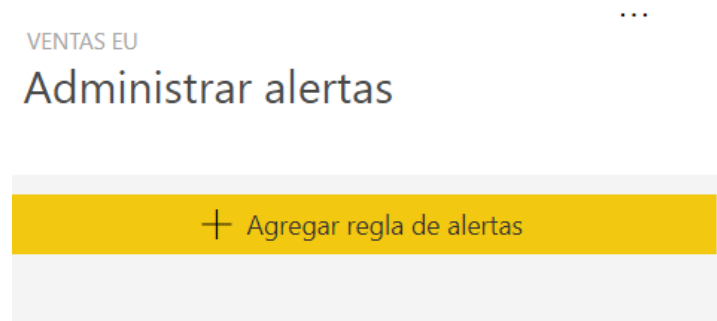 ...
VENTAS EU
Administrar alertas
+ Agregar regla de alertas